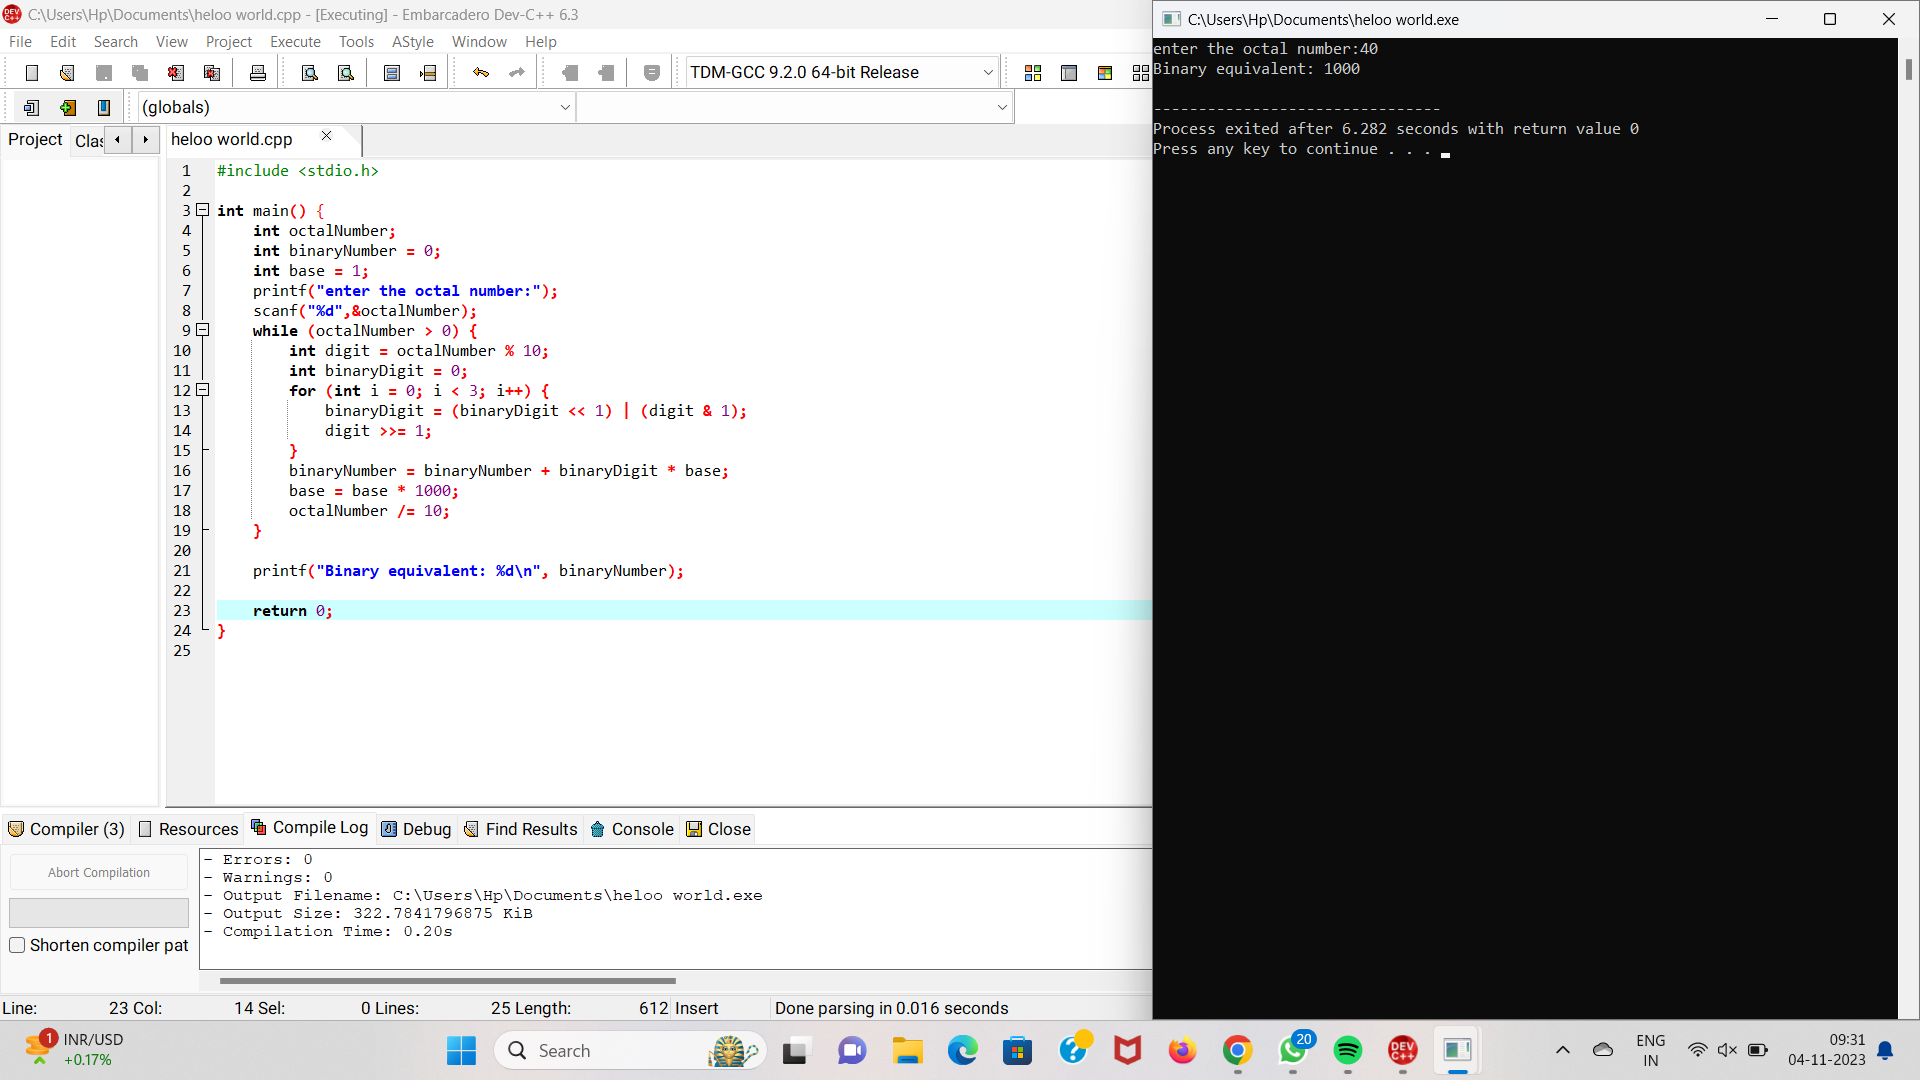 C:\Users\Hp\Documents\heloo world.cpp - [Executing] - Embarcadero Dev-C++ 6.3
File Edit Search View Project Execute Tools AStyle Window Help
TDM-GCC 9.2.0 64-bit Release
(globals)
Project Clas
heloo world.cpp
1 #include <stdio.h>
2
3 int main() {
4 int octalNumber;
5 int binaryNumber = 0;
6 int base = 1;
7 printf("enter the octal number:");
8 scanf("%d",&octalNumber);
9 while (octalNumber > 0) {
10 int digit = octalNumber % 10;
11 int binaryDigit = 0;
12 for (int i = 0; i < 3; i++) {
13 binaryDigit = (binaryDigit << 1) | (digit & 1);
14 digit >>= 1;
15 }
16 binaryNumber = binaryNumber + binaryDigit * base;
17 base = base * 1000;
18 octalNumber /= 10;
19 }
20
21 printf("Binary equivalent: %d\n", binaryNumber);
22
23 return 0;
24 }
25
Compiler (3) Resources Compile Log Debug Find Results Console Close
Abort Compilation
Shorten compiler pat
- Errors: 0
- Warnings: 0
- Output Filename: C:\Users\Hp\Documents\heloo world.exe
- Output Size: 322.7841796875 KiB
- Compilation Time: 0.20s
Line: 23 Col: 14 Sel: 0 Lines: 25 Length: 612 Insert Done parsing in 0.016 seconds
C:\Users\Hp\Documents\heloo world.exe
enter the octal number:40
Binary equivalent: 1000
--------------------------------
Process exited after 6.282 seconds with return value 0
Press any key to continue . . .
1
INR/USD
+0.17%
Search
20
DEV C++
ENG
IN
09:31
04-11-2023